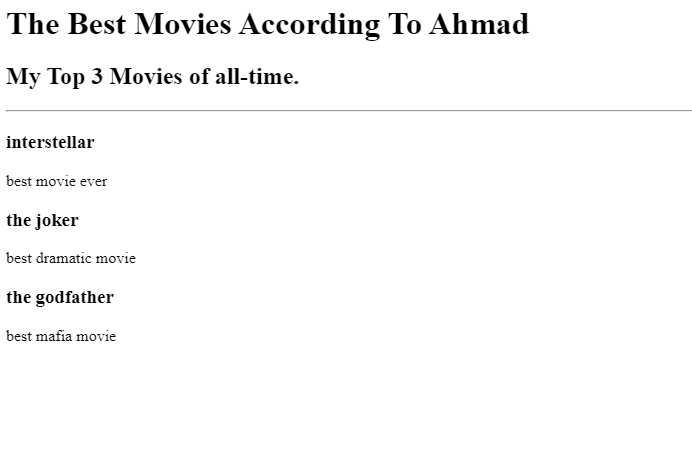 The Best Movies According To Ahmad
My Top 3 Movies of all-time.
interstellar
best movie ever
the joker
best dramatic movie
the godfather
best mafia movie